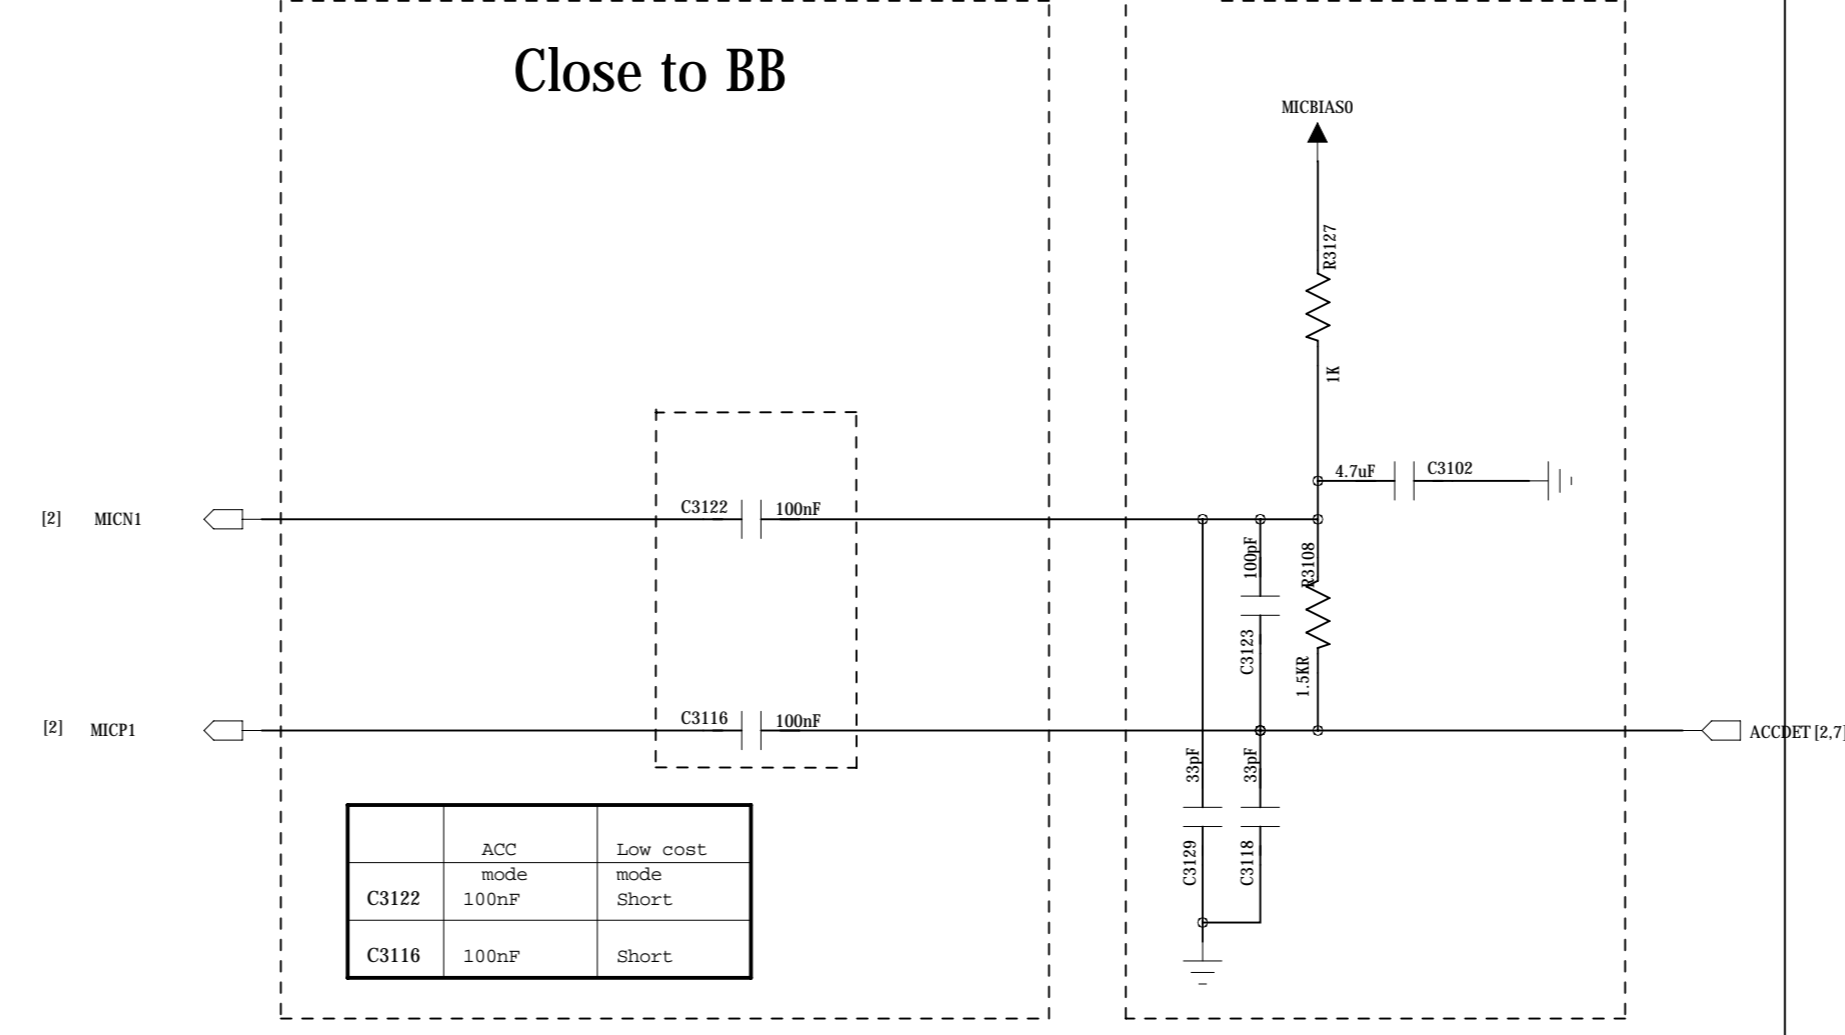 Close to BB
MICBIAS0
R3127
1K
4.7uF
C3102
[2] MICN1
C3122
100nF
100pF
R3108
C3123
1.5KR
[2] MICP1
C3116
100nF
ACCDET [2,7]
33pF
33pF
C3129
C3118
ACC mode
Low cost mode
C3122 100nF Short
C3116 100nF Short